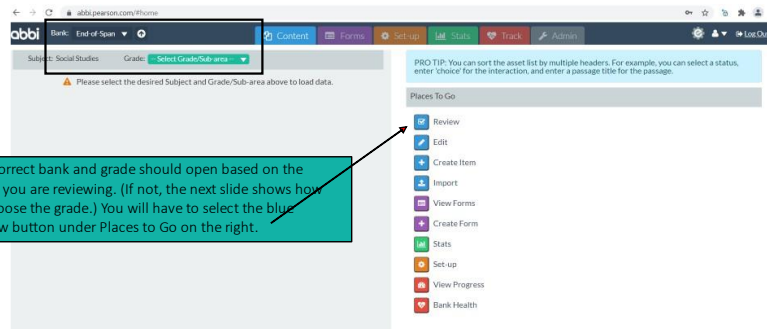 abbi.pearson.com/#home
abbi Bank: End-of-Span Content Forms Set-up Stats Track Admin Log Out
Subject: Social Studies Grade: -- Select Grade/Sub-area --
Please select the desired Subject and Grade/Sub-area above to load data.
PRO TIP: You can sort the asset list by multiple headers. For example, you can select a status,
enter 'choice' for the interaction, and enter a passage title for the passage.
Places To Go
Review
Edit
Create Item
Import
View Forms
Create Form
Stats
Set-up
View Progress
Bank Health
orrect bank and grade should open based on the
you are reviewing. (If not, the next slide shows how
oose the grade.) You will have to select the blue
w button under Places to Go on the right.